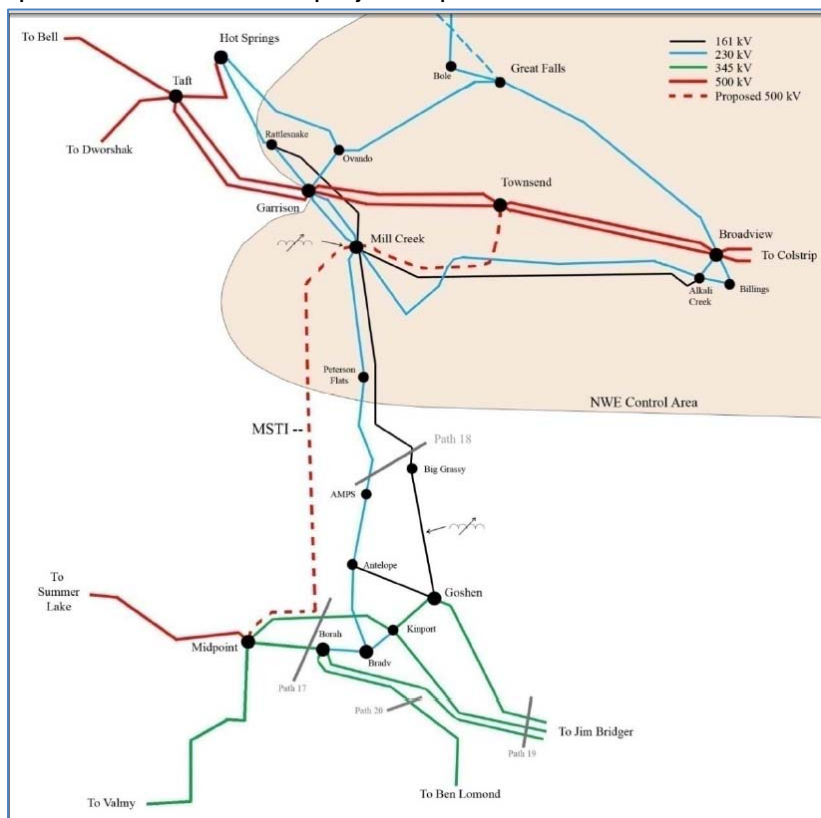 To Bell
Hot Springs
Taft
To Dworshak
Bole
Great Falls
161 kV
230 kV
345 kV
500 kV
Proposed 500 kV
Rattlesnake
Ovando
Garrison
Townsend
Mill Creek
Broadview
To Colstrip
Alkali
Creek
Billings
Peterson
Flats
NWE Control Area
MSTI --
Path 18
Big Grassy
AMPS
Antelope
Goshen
To
Summer
Lake
Midpoint
Borah
Kinport
Brady
Path 17
Path 20
Path 19
To Jim Bridger
To Valmy
To Ben Lomond